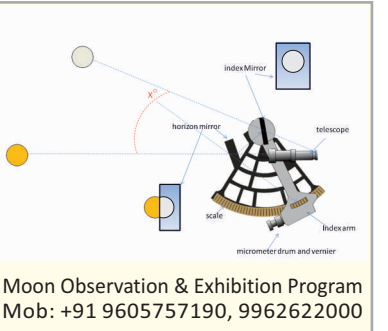 index Mirror
X°
horizon mirror
telescope
scale
Index arm
micrometer drum and vernier
Moon Observation & Exhibition Program
Mob: +91 9605757190, 9962622000